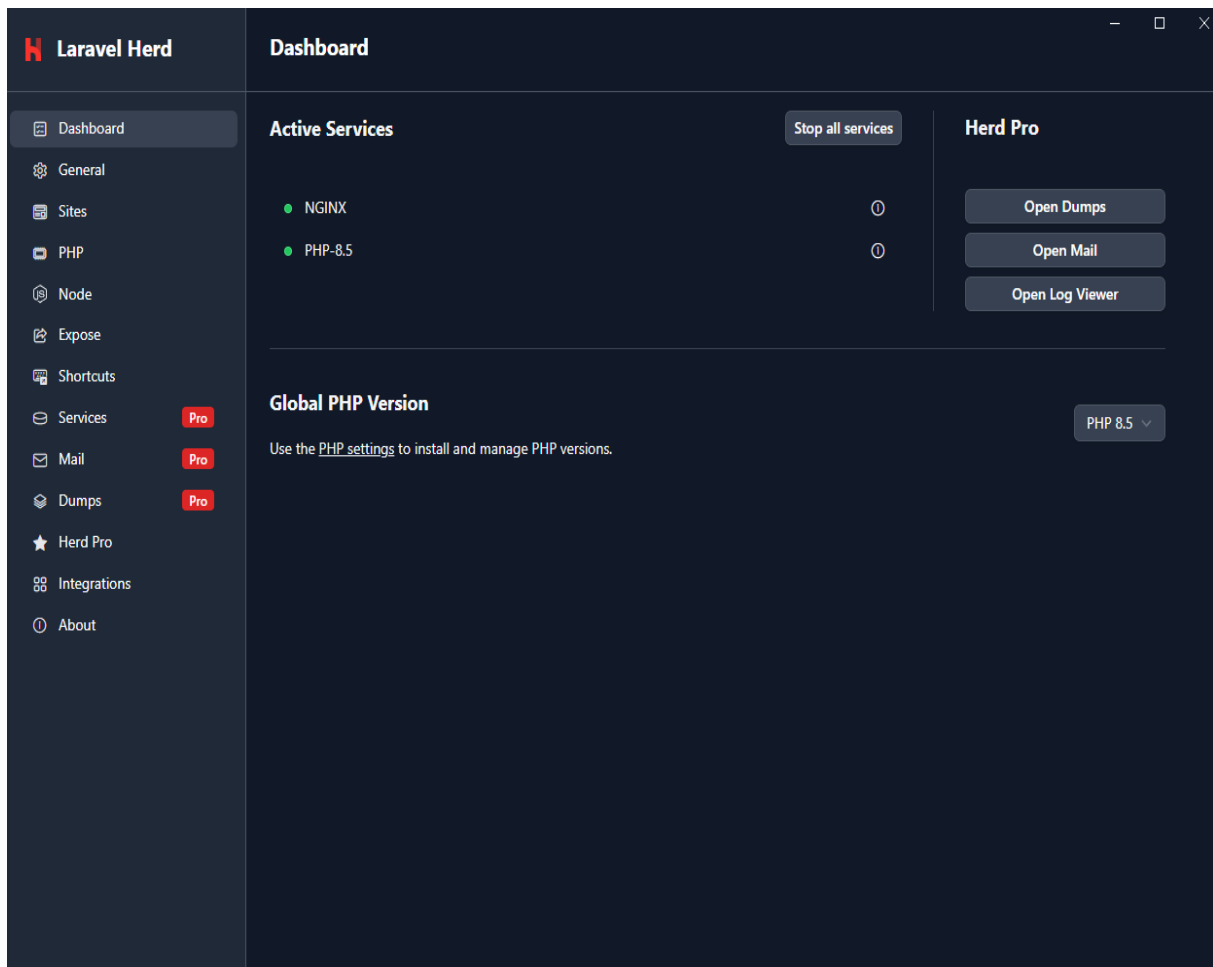 Laravel Herd
Dashboard
Dashboard
General
Sites
PHP
Node
Expose
Shortcuts
Services Pro
Mail Pro
Dumps Pro
Herd Pro
Integrations
About
Active Services
Stop all services
NGINX
PHP-8.5
Herd Pro
Open Dumps
Open Mail
Open Log Viewer
Global PHP Version
Use the PHP settings to install and manage PHP versions.
PHP 8.5